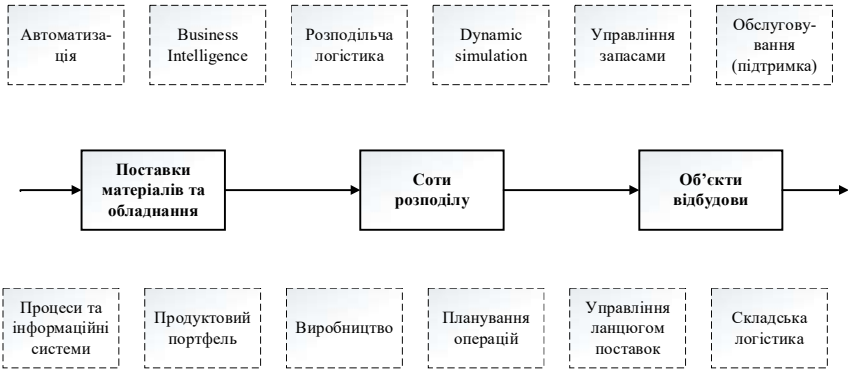 Автоматиза-
ція
Business
Intelligence
Розподільча
логістика
Dynamic
simulation
Управління
запасами
Обслугову-
вання
(підтримка)
Поставки
матеріалів та
обладнання
Соти
розподілу
Об’єкти
відбудови
Процеси та
інформаційні
системи
Продуктовий
портфель
Виробництво
Планування
операцій
Управління
ланцюгом
поставок
Складська
логістика